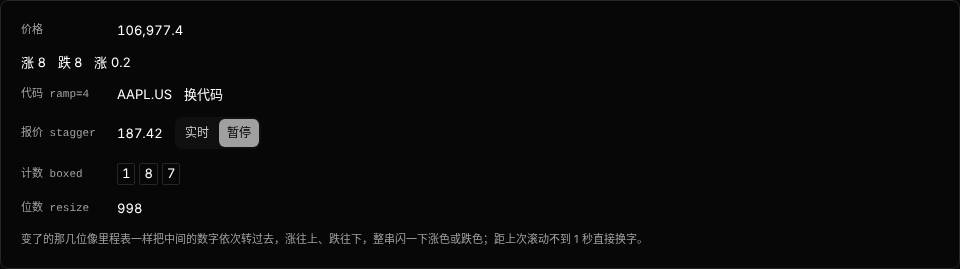 价格 106,977.4
涨 8 跌 8 涨 0.2
代码 ramp=4 AAPL.US 换代码
报价 stagger 187.42 实时 暂停
计数 boxed 1 8 7
位数 resize 998
变了的那几位像里程表一样把中间的数字依次转过去，涨往上、跌往下，整串闪一下涨色或跌色；距上次滚动不到 1 秒直接换字。